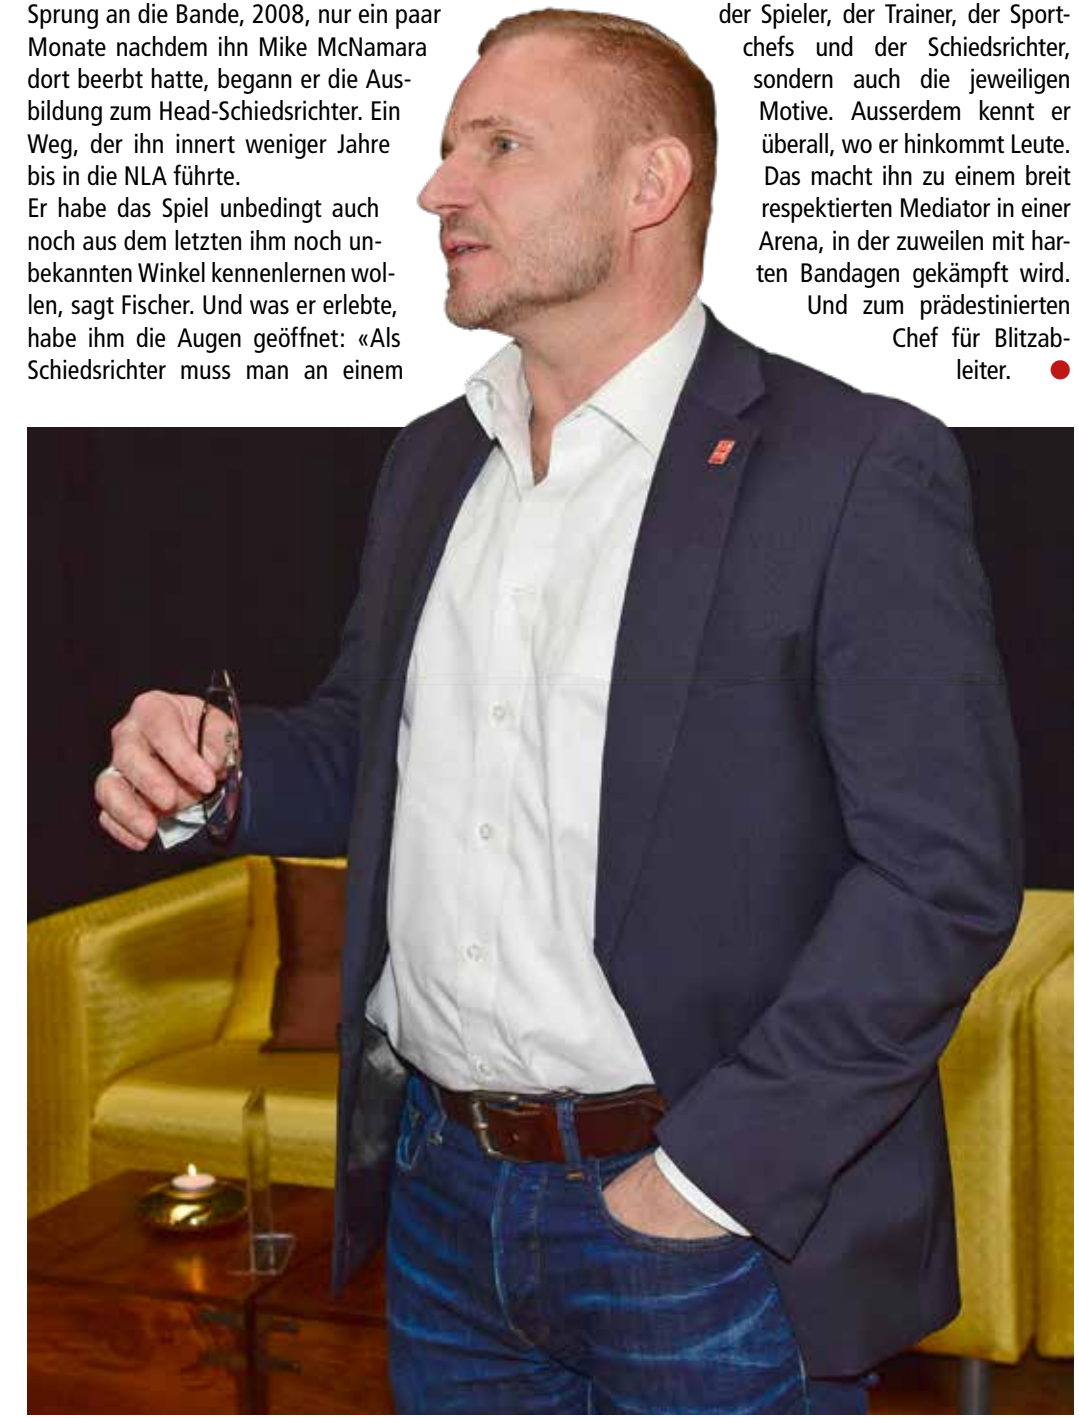 Sprung an die Bande, 2008, nur ein paar
Monate nachdem ihn Mike McNamara
dort beerbt hatte, begann er die Aus-
bildung zum Head-Schiedsrichter. Ein
Weg, der ihn innert weniger Jahre
bis in die NLA führte.
Er habe das Spiel unbedingt auch
noch aus dem letzten ihm noch un-
bekannten Winkel kennenlernen wol-
len, sagt Fischer. Und was er erlebte,
habe ihm die Augen geöffnet: «Als
Schiedsrichter muss man an einem
der Spieler, der Trainer, der Sport-
chefs und der Schiedsrichter,
sondern auch die jeweiligen
Motive. Ausserdem kennt er
überall, wo er hinkommt Leute.
Das macht ihn zu einem breit
respektierten Mediator in einer
Arena, in der zuweilen mit har-
ten Bandagen gekämpft wird.
Und zum prädestinierten
Chef für Blitzab-
leiter.